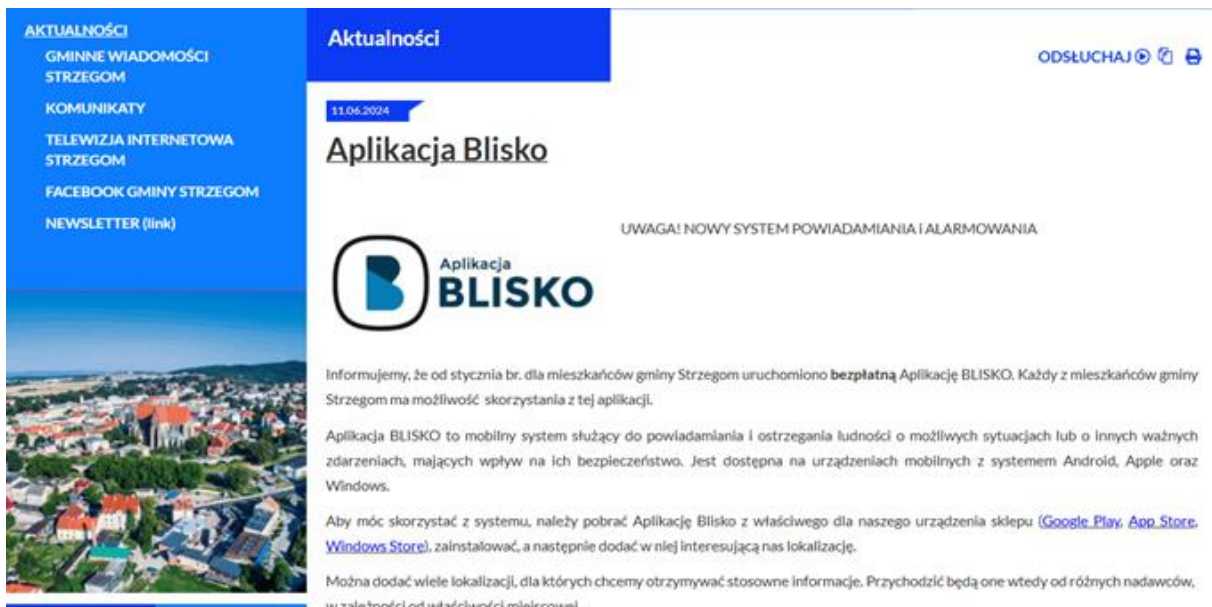 AKTUALNOŚCI
GMINNE WIADOMOŚCI
STRZEGOM
KOMUNIKATY
TELEWIZJA INTERNETOWA
STRZEGOM
FACEBOOK GMINY STRZEGOM
NEWSLETTER (link)
Aktualności
ODSŁUCHAJ
11.06.2024
Aplikacja Blisko
UWAGA! NOWY SYSTEM POWIADAMIANIA i ALARMOWANIA
Aplikacja
BLISKO
Informujemy, że od stycznia br. dla mieszkańców gminy Strzegom uruchomiono bezpłatną Aplikację BLISKO. Każdy z mieszkańców gminy
Strzegom ma możliwość skorzystania z tej aplikacji.
Aplikacja BLISKO to mobilny system służący do powiadamiania i ostrzegania ludności o możliwych sytuacjach lub o innych ważnych
zdarzeniach, mających wpływ na ich bezpieczeństwo. Jest dostępna na urządzeniach mobilnych z systemem Android, Apple oraz
Windows.
Aby móc skorzystać z systemu, należy pobrać Aplikację Blisko z właściwego dla naszego urządzenia sklepu (Google Play, App Store,
Windows Store), zainstalować, a następnie dodać w niej interesującą nas lokalizację.
Można dodać wiele lokalizacji, dla których chcemy otrzymywać stosowne informacje. Przychodzić będą one wtedy od różnych nadawców,
w zależności od właściwości miejscowej.